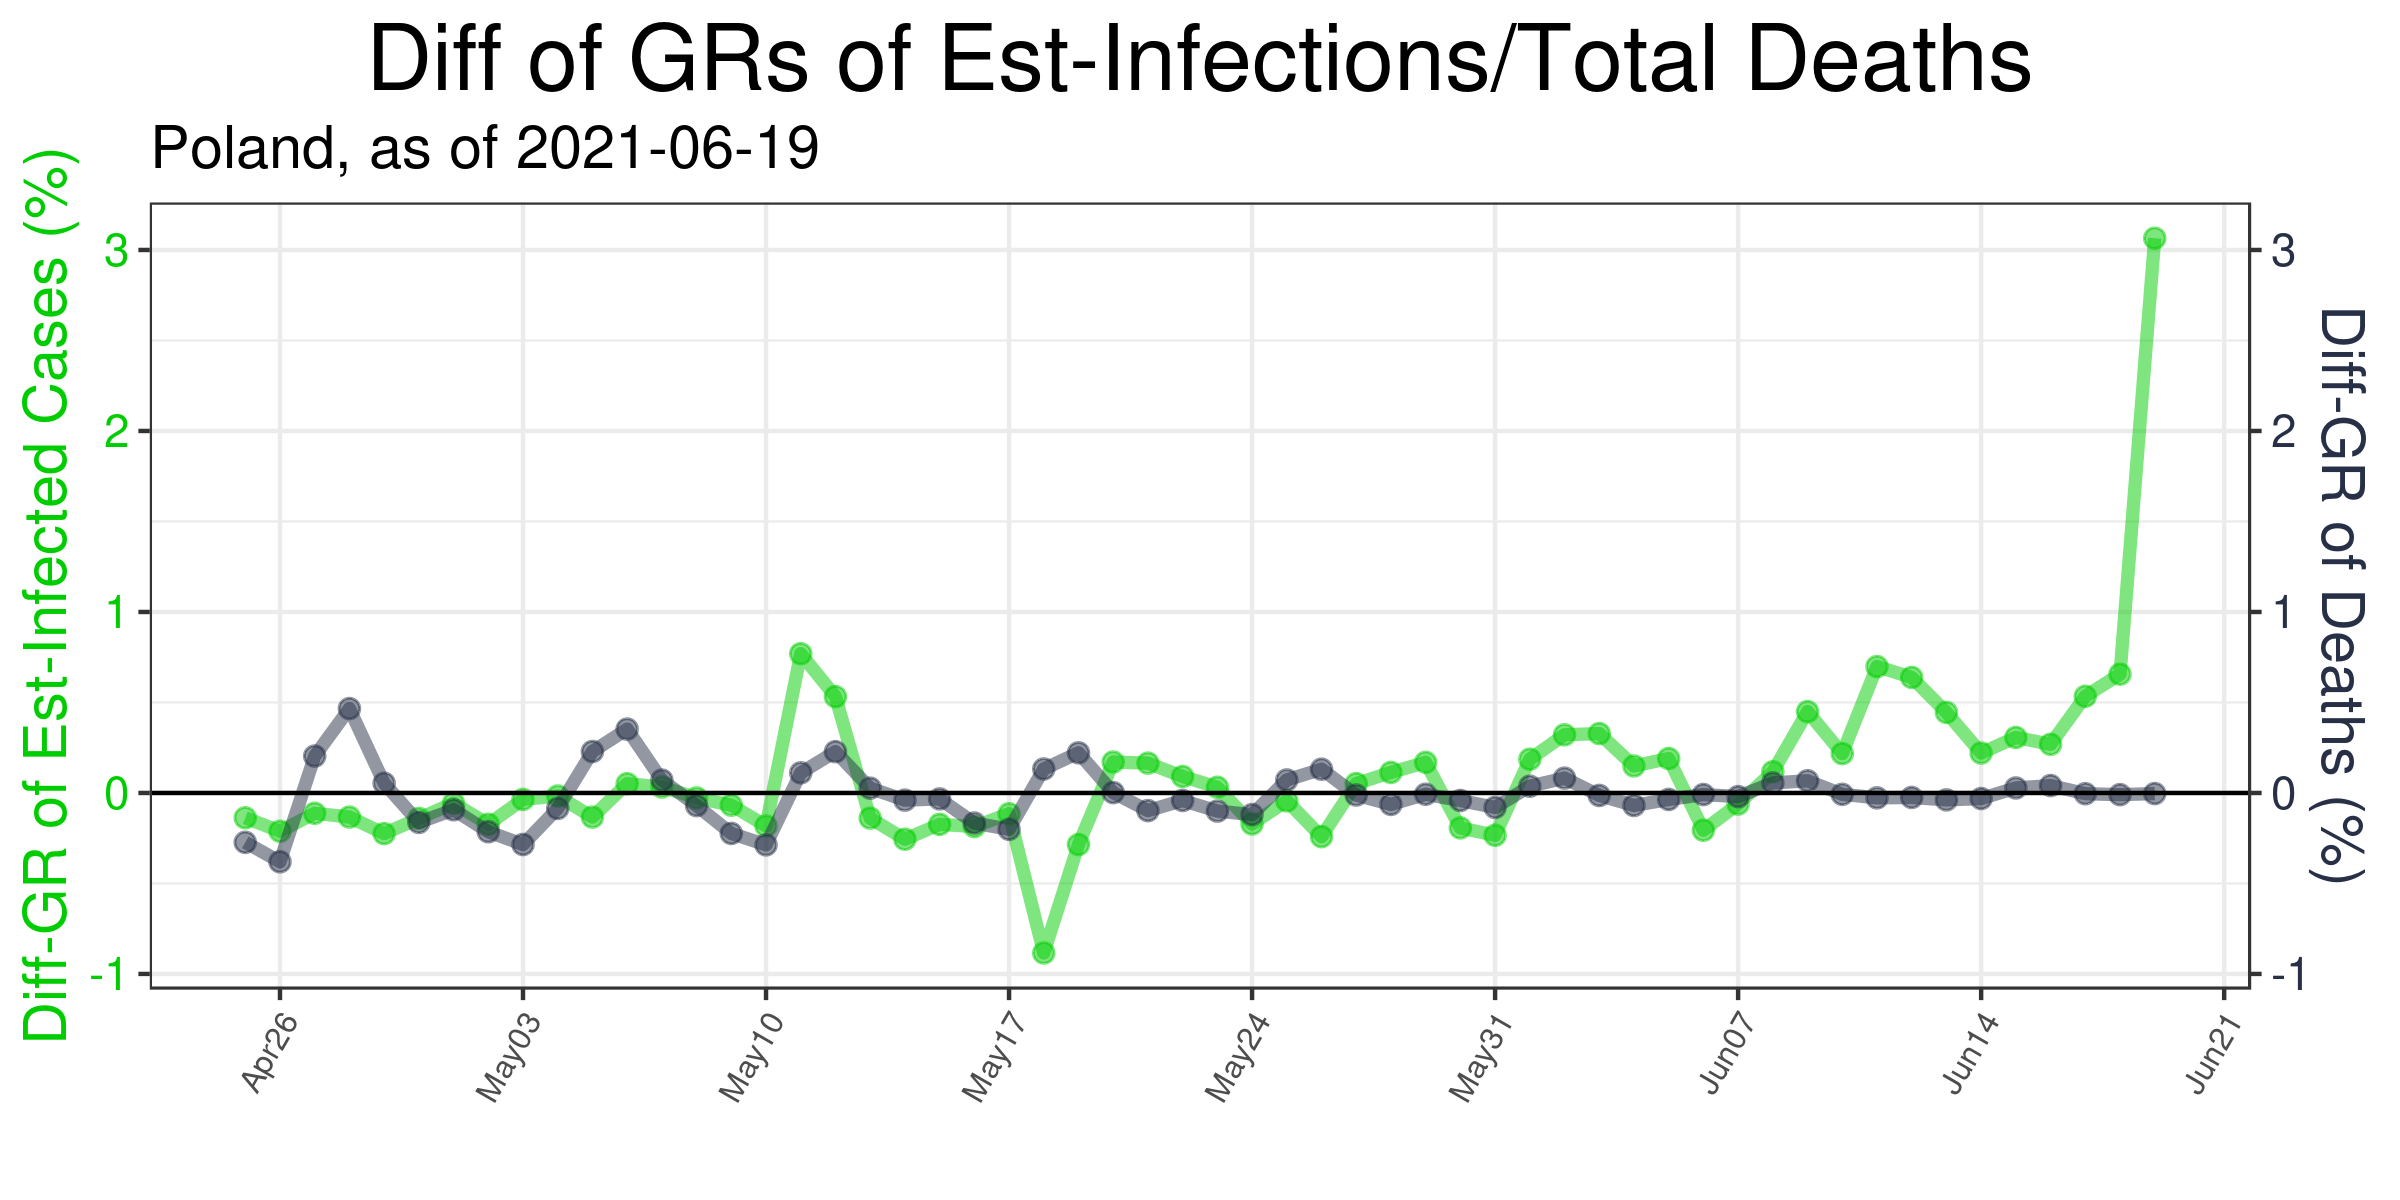 Diff of GRs of Est-Infections/Total Deaths
Poland, as of 2021-06-19
Diff-GR of Est-Infected Cases (%)
3
2
1
0
-1
3
2
1
0
-1
Diff-GR of Deaths (%)
Apr26
May03
May10
May17
May24
May31
Jun07
Jun14
Jun21